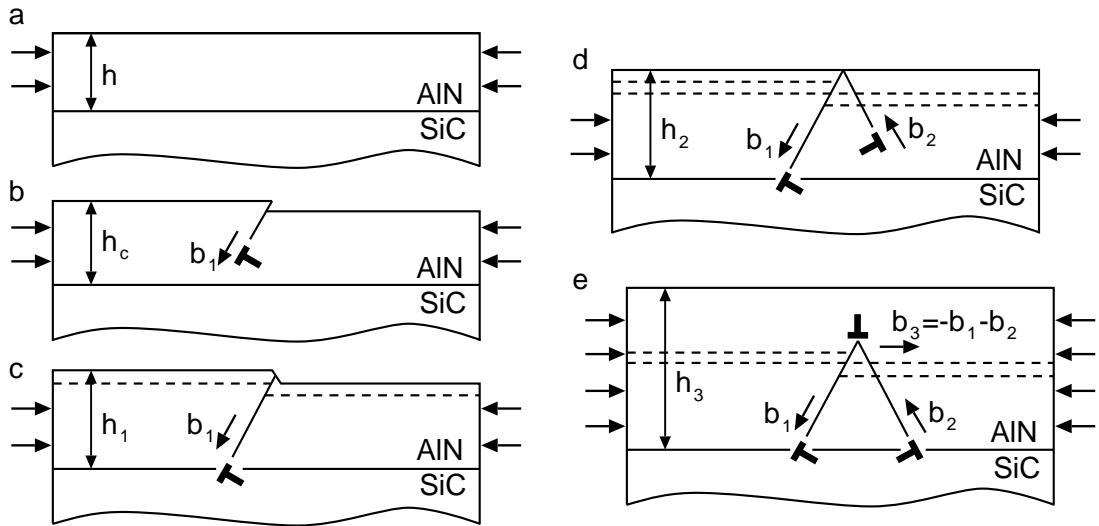 a
h
AlN
SiC
b
h_c
b_1
AlN
SiC
c
h_1
b_1
AlN
SiC
d
h_2
b_1
b_2
AlN
SiC
e
b_3=-b_1-b_2
h_3
b_1
b_2
AlN
SiC